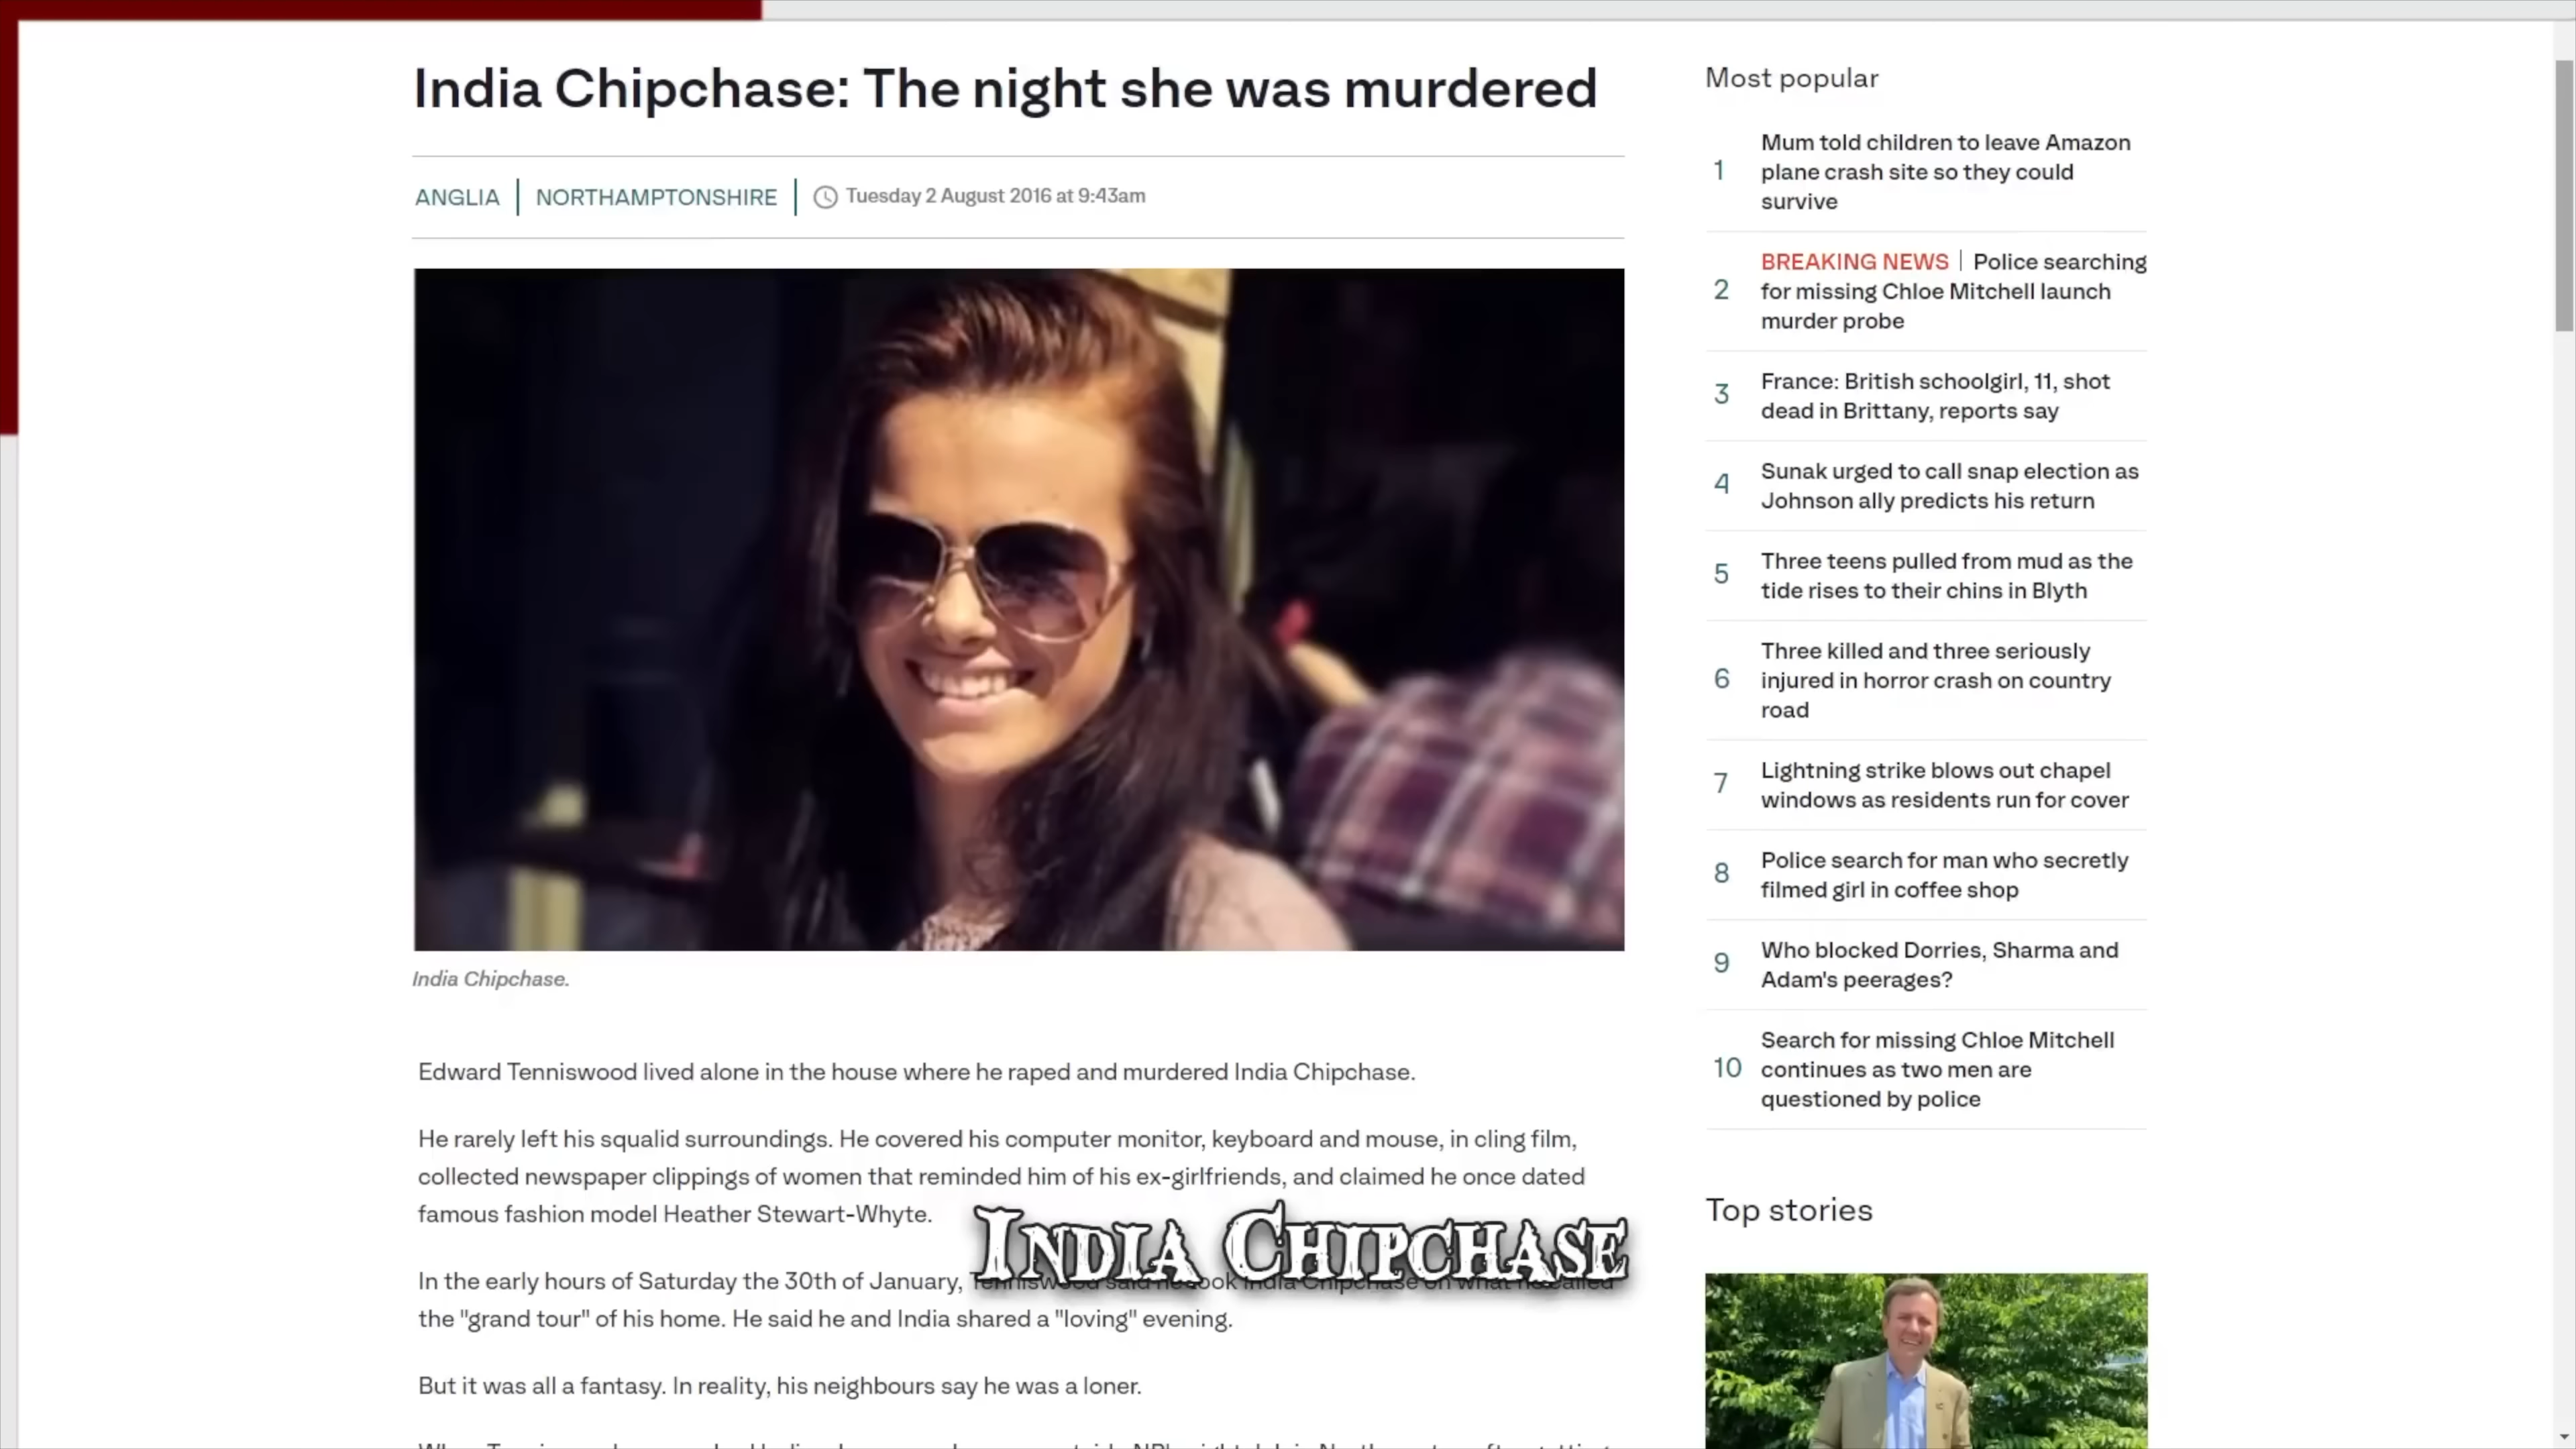 India Chipchase: The night she was murdered
ANGLIA | NORTHAMPTONSHIRE | Tuesday 2 August 2016 at 9:43am
India Chipchase.
Edward Tenniswood lived alone in the house where he raped and murdered India Chipchase.
He rarely left his squalid surroundings. He covered his computer monitor, keyboard and mouse, in cling film,
collected newspaper clippings of women that reminded him of his ex-girlfriends, and claimed he once dated
famous fashion model Heather Stewart-Whyte.
INDIA CHIPCHASE
In the early hours of Saturday the 30th of January, Tenniswood said he took India Chipchase on what he called
the "grand tour" of his home. He said he and India shared a "loving" evening.
But it was all a fantasy. In reality, his neighbours say he was a loner.
Most popular
1 Mum told children to leave Amazon
plane crash site so they could
survive
2 BREAKING NEWS | Police searching
for missing Chloe Mitchell launch
murder probe
3 France: British schoolgirl, 11, shot
dead in Brittany, reports say
4 Sunak urged to call snap election as
Johnson ally predicts his return
5 Three teens pulled from mud as the
tide rises to their chins in Blyth
6 Three killed and three seriously
injured in horror crash on country
road
7 Lightning strike blows out chapel
windows as residents run for cover
8 Police search for man who secretly
filmed girl in coffee shop
9 Who blocked Dorries, Sharma and
Adam's peerages?
10 Search for missing Chloe Mitchell
continues as two men are
questioned by police
Top stories